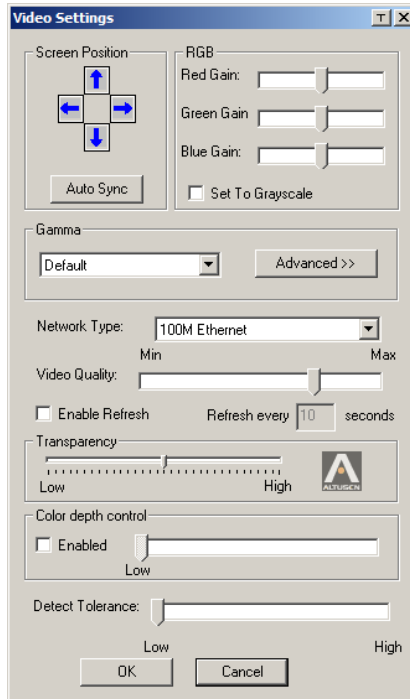 Video Settings
T X
Screen Position
Auto Sync
RGB
Red Gain:
Green Gain
Blue Gain:
Set To Grayscale
Gamma
Default
Advanced >>
Network Type:
100M Ethernet
Min Max
Video Quality:
Enable Refresh Refresh every 10 seconds
Transparency
Low High
ALTUSEN
Color depth control
Enabled
Low
Detect Tolerance:
Low High
OK Cancel